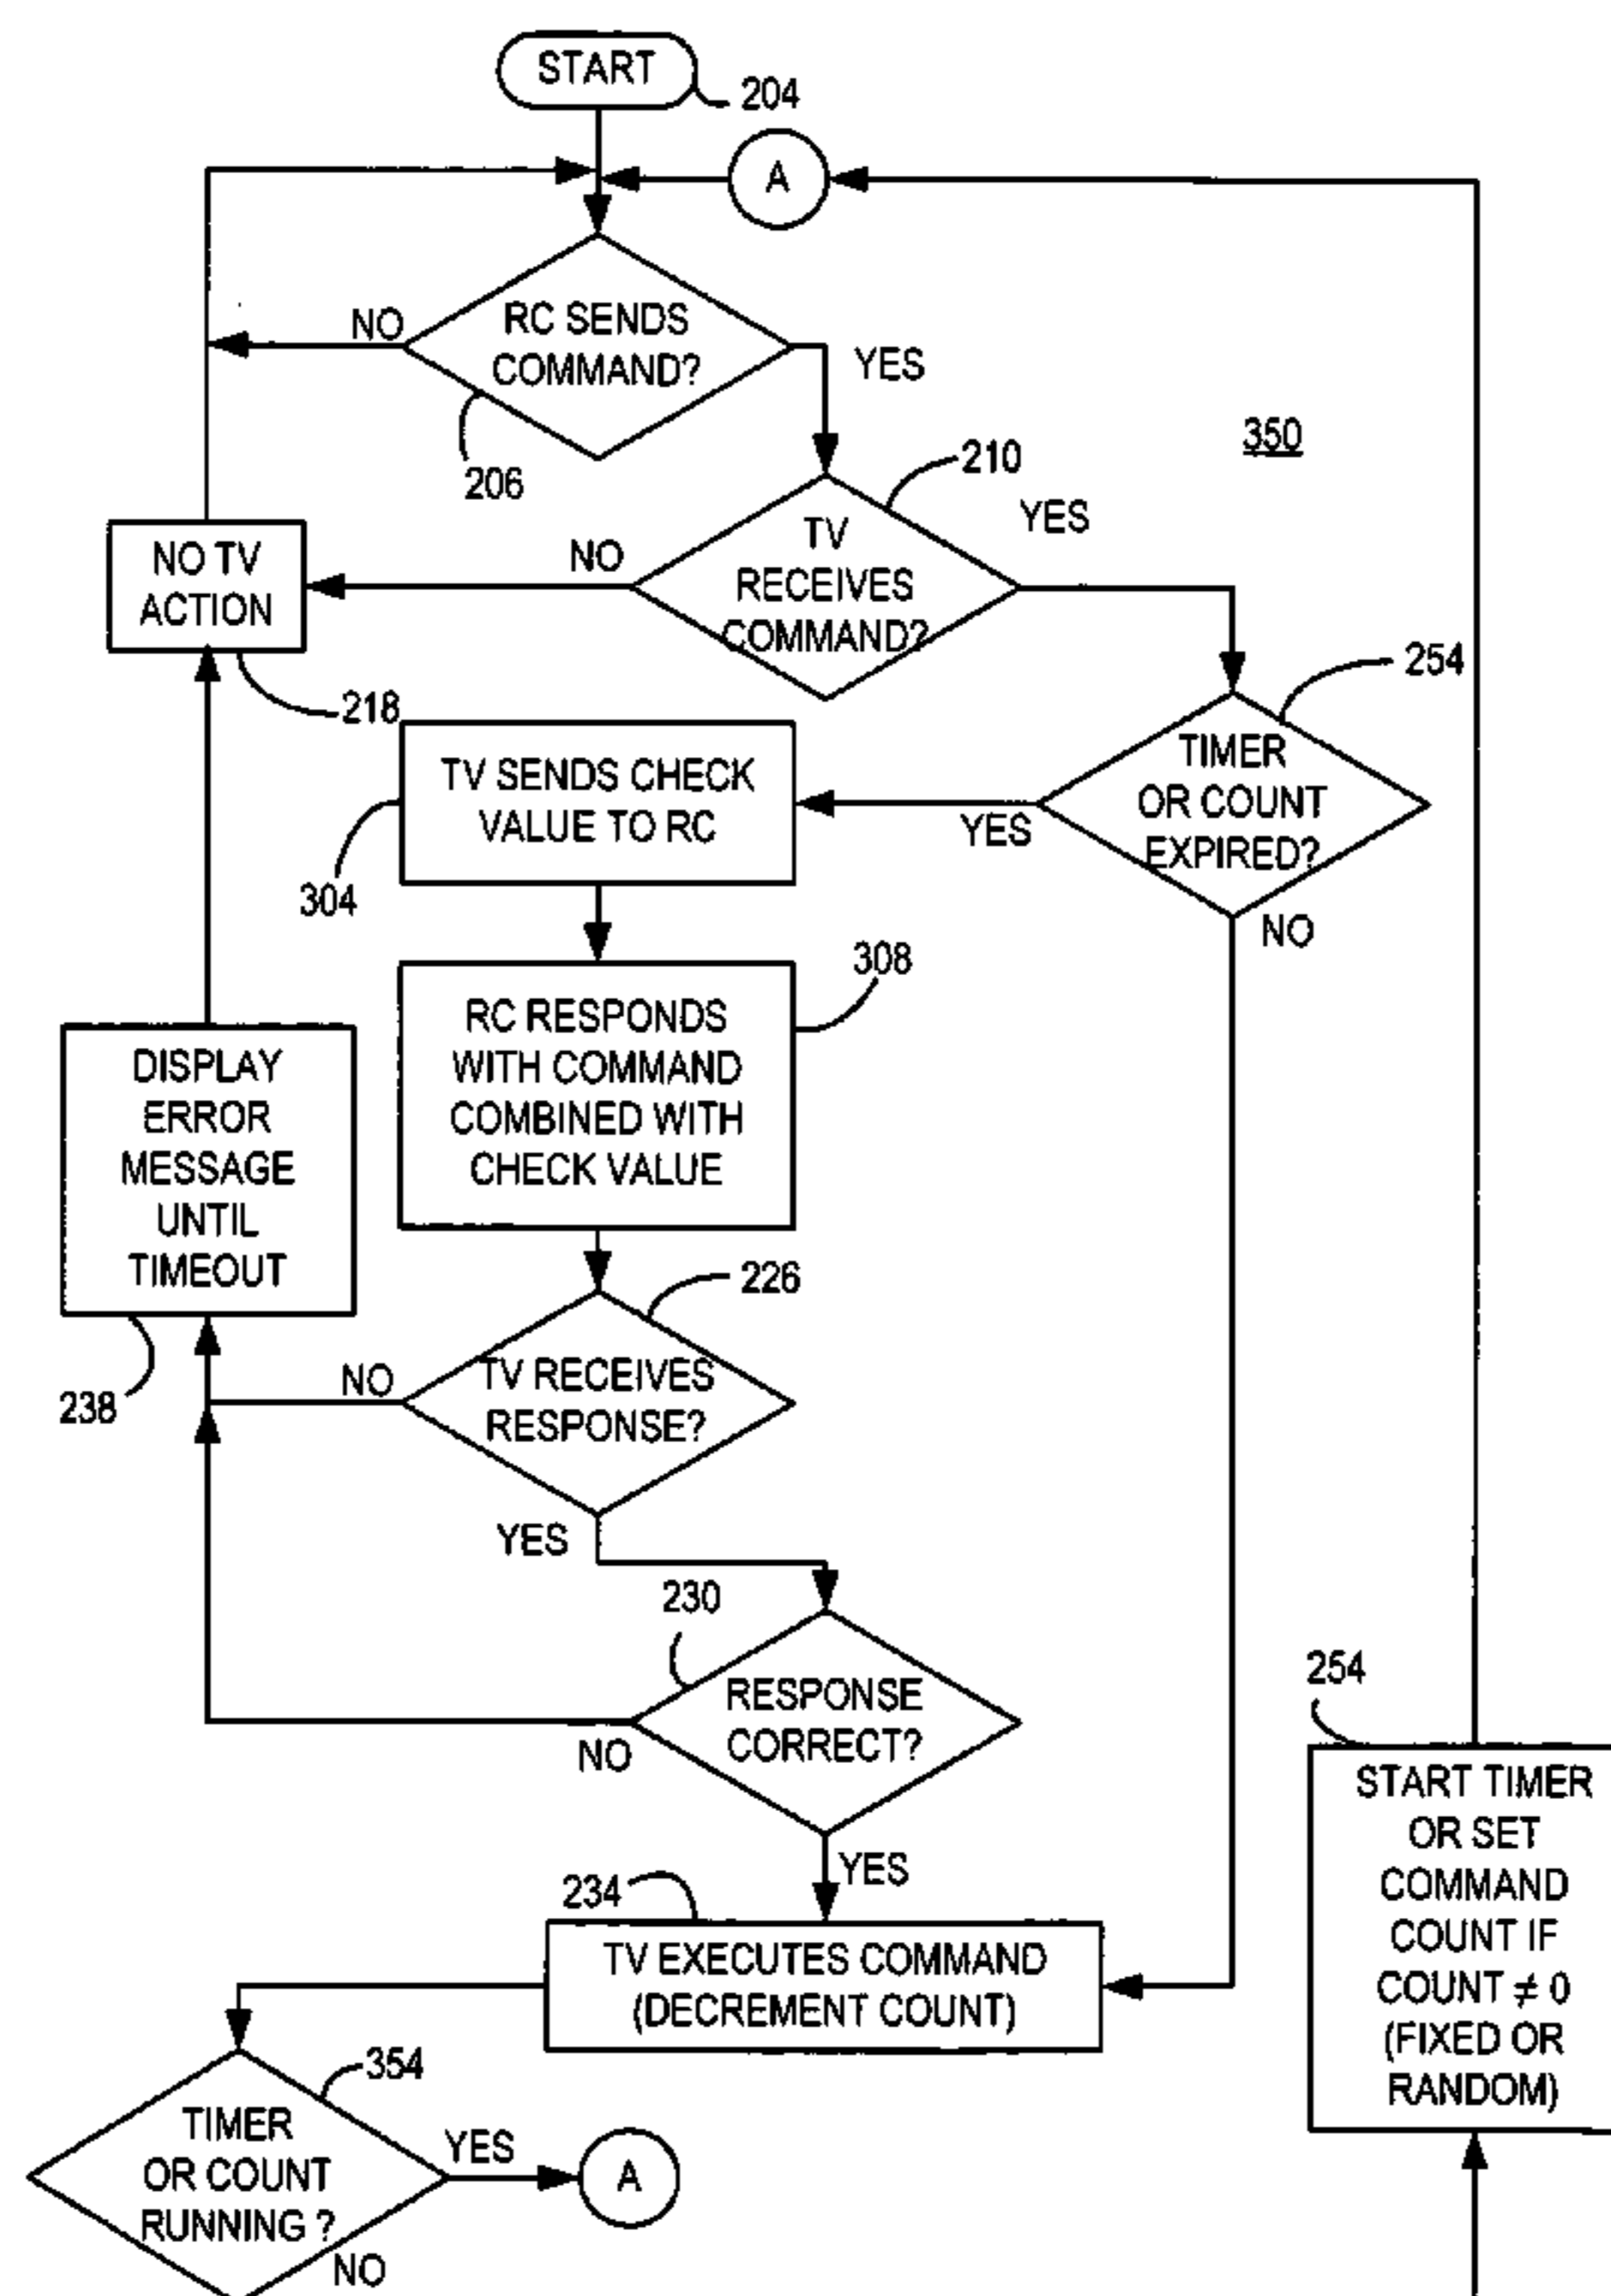 START
204
A
RC SENDS
COMMAND?
NO
YES
206
350
210
TV
RECEIVES
COMMAND?
NO
YES
NO TV
ACTION
218
254
TIMER
OR COUNT
EXPIRED?
YES
NO
TV SENDS CHECK
VALUE TO RC
304
308
RC RESPONDS
WITH COMMAND
COMBINED WITH
CHECK VALUE
DISPLAY
ERROR
MESSAGE
UNTIL
TIMEOUT
238
226
TV RECEIVES
RESPONSE?
NO
YES
230
RESPONSE
CORRECT?
NO
YES
254
START TIMER
OR SET
COMMAND
COUNT IF
COUNT ≠ 0
(FIXED OR
RANDOM)
234
TV EXECUTES COMMAND
(DECREMENT COUNT)
354
TIMER
OR COUNT
RUNNING ?
YES
A
NO